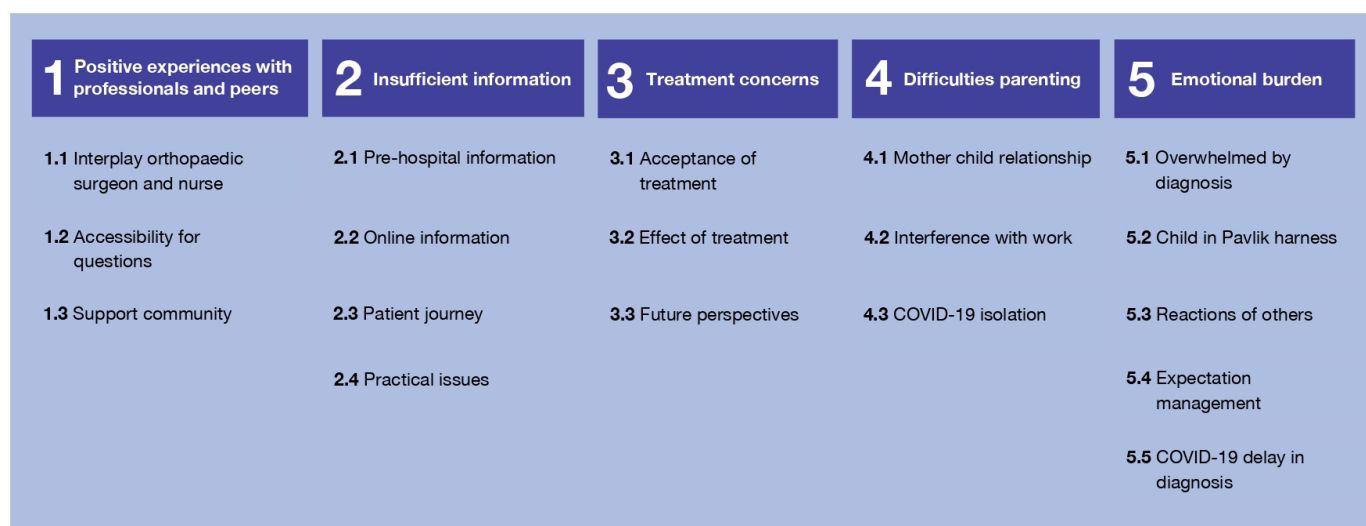 1 Positive experiences with
professionals and peers
1.1 Interplay orthopaedic
surgeon and nurse
1.2 Accessibility for
questions
1.3 Support community
2 Insufficient information
2.1 Pre-hospital information
2.2 Online information
2.3 Patient journey
2.4 Practical issues
3 Treatment concerns
3.1 Acceptance of
treatment
3.2 Effect of treatment
3.3 Future perspectives
4 Difficulties parenting
4.1 Mother child relationship
4.2 Interference with work
4.3 COVID-19 isolation
5 Emotional burden
5.1 Overwhelmed by
diagnosis
5.2 Child in Pavlik harness
5.3 Reactions of others
5.4 Expectation
management
5.5 COVID-19 delay in
diagnosis